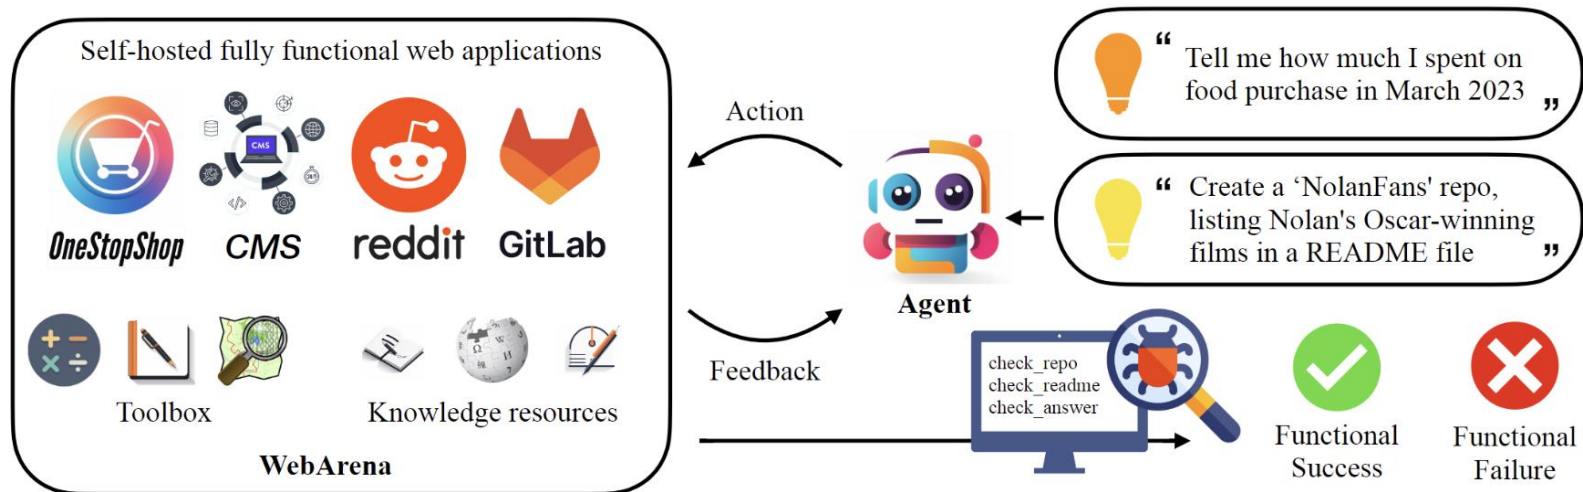 Self-hosted fully functional web applications
CMS
OneStopShop
CMS
reddit
GitLab
Toolbox
Knowledge resources
WebArena
Action
Feedback
Agent
“ Tell me how much I spent on
food purchase in March 2023 ”
“ Create a ‘NolanFans' repo,
listing Nolan's Oscar-winning
films in a README file ”
check_repo
check_readme
check_answer
Functional
Success
Functional
Failure